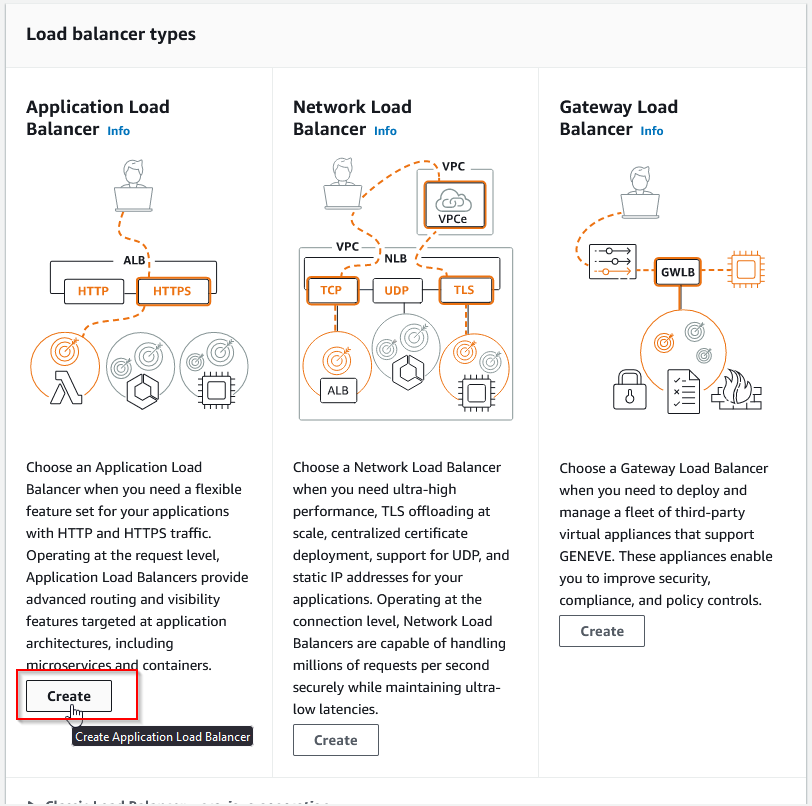 Load balancer types
Application Load
Balancer Info
ALB
HTTP
HTTPS
Choose an Application Load
Balancer when you need a flexible
feature set for your applications
with HTTP and HTTPS traffic.
Operating at the request level,
Application Load Balancers provide
advanced routing and visibility
features targeted at application
architectures, including
microservices and containers.
Create
Create Application Load Balancer
Network Load
Balancer Info
VPC
VPCe
VPC
NLB
TCP
UDP
TLS
ALB
Choose a Network Load Balancer
when you need ultra-high
performance, TLS offloading at
scale, centralized certificate
deployment, support for UDP, and
static IP addresses for your
applications. Operating at the
connection level, Network Load
Balancers are capable of handling
millions of requests per second
securely while maintaining ultra-
low latencies.
Create
Gateway Load
Balancer Info
GWLB
Choose a Gateway Load Balancer
when you need to deploy and
manage a fleet of third-party
virtual appliances that support
GENEVE. These appliances enable
you to improve security,
compliance, and policy controls.
Create
Classic Load Balancer